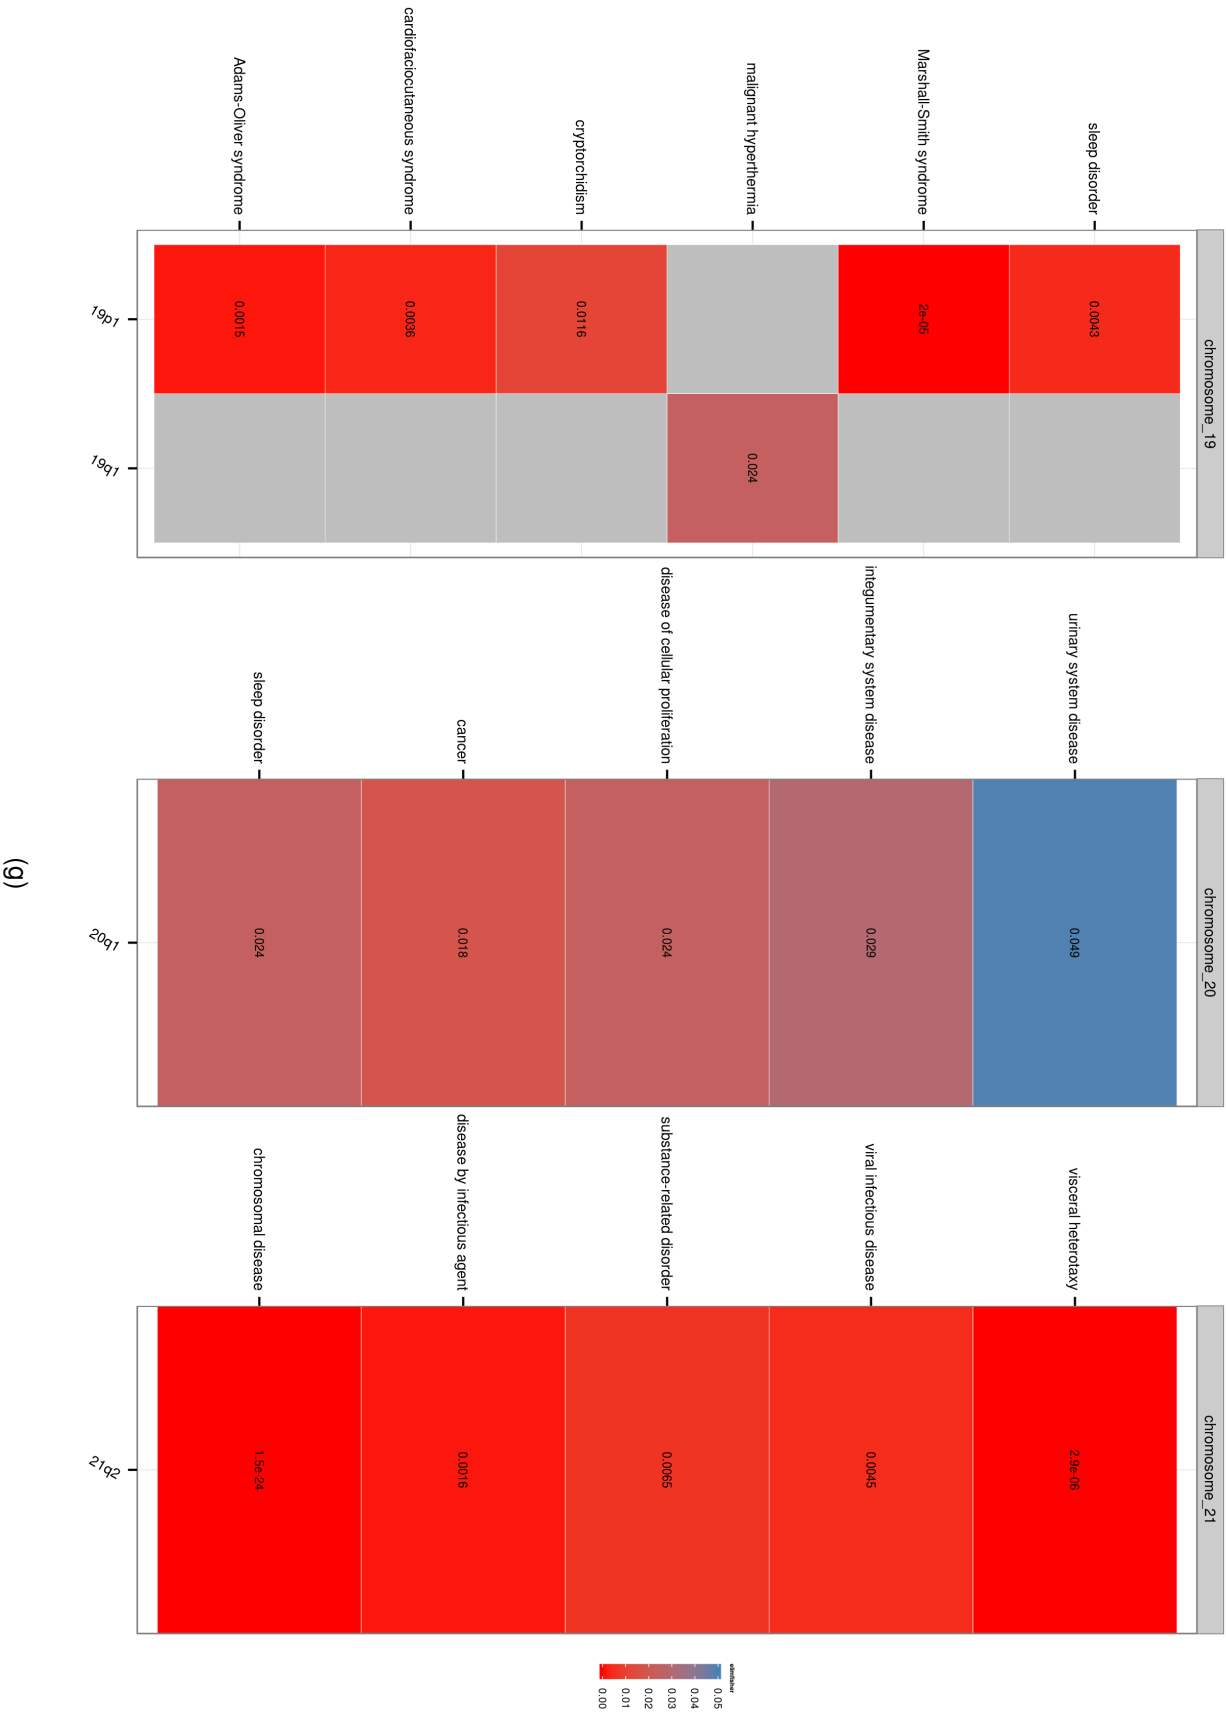 chromosome_19
sleep disorder
0.0043
Marshall-Smith syndrome
2e-05
malignant hyperthermia
0.024
cryptorchidism
0.0116
cardiofaciocutaneous syndrome
0.0036
Adams-Oliver syndrome
0.0015
19p1
19q1
chromosome_20
urinary system disease
0.049
integumentary system disease
0.029
disease of cellular proliferation
0.024
cancer
0.018
sleep disorder
0.024
20q1
chromosome_21
visceral heterotaxy
2.9e-06
viral infectious disease
0.0045
substance-related disorder
0.0065
disease by infectious agent
0.0016
chromosomal disease
1.5e-24
21q2
elimfisher
0.05
0.04
0.03
0.02
0.01
0.00
(g)